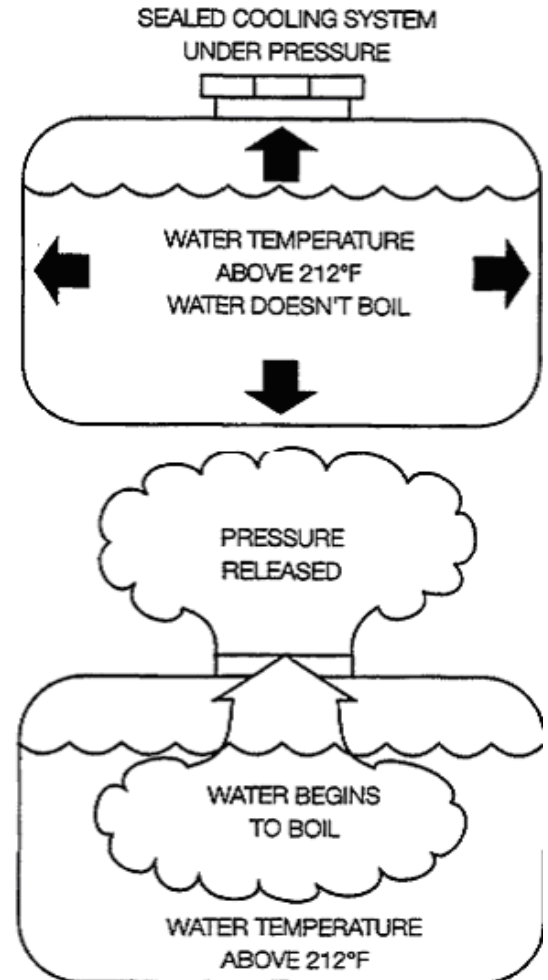 SEALED COOLING SYSTEM
UNDER PRESSURE
WATER TEMPERATURE
ABOVE 212°F
WATER DOESN'T BOIL
PRESSURE
RELEASED
WATER BEGINS
TO BOIL
WATER TEMPERATURE
ABOVE 212°F